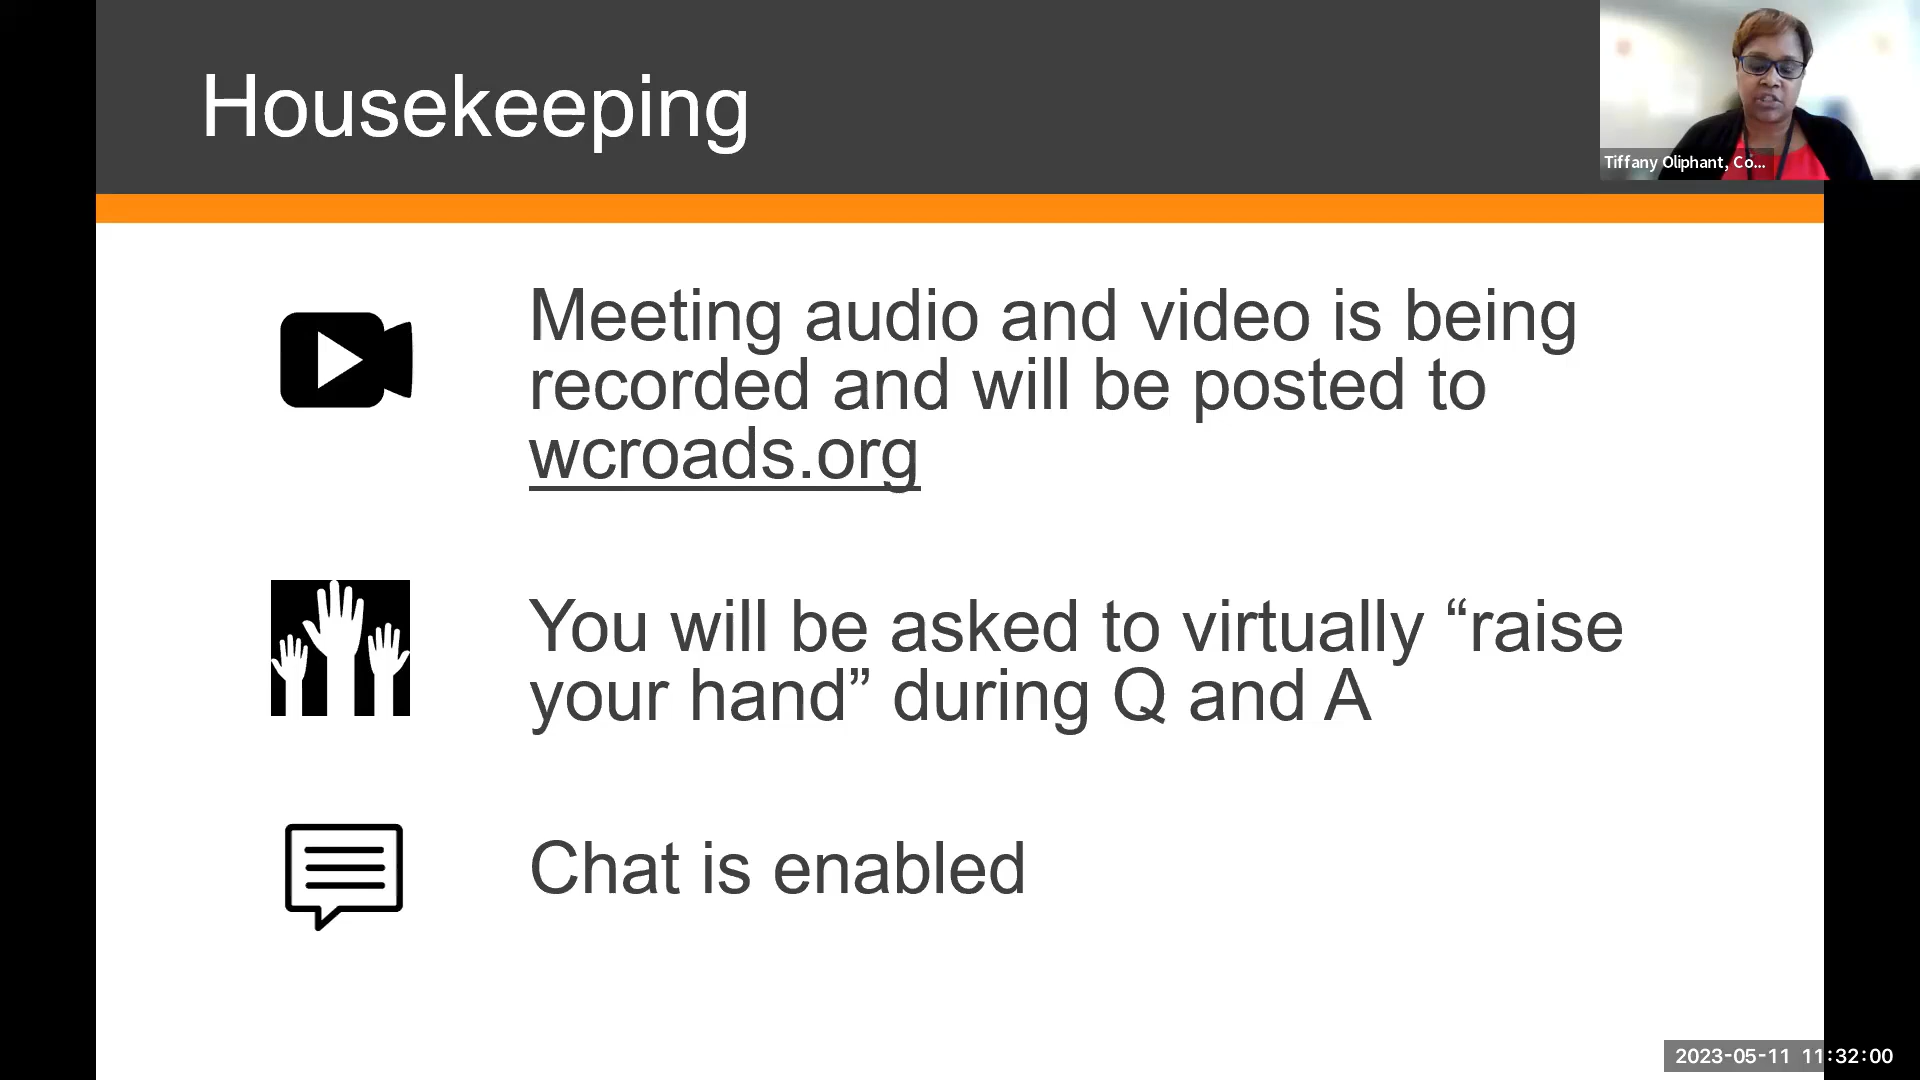 Housekeeping
Tiffany Oliphant, Co...
Meeting audio and video is being
recorded and will be posted to
wcroads.org
You will be asked to virtually “raise
your hand” during Q and A
Chat is enabled
2023-05-11 11:32:00